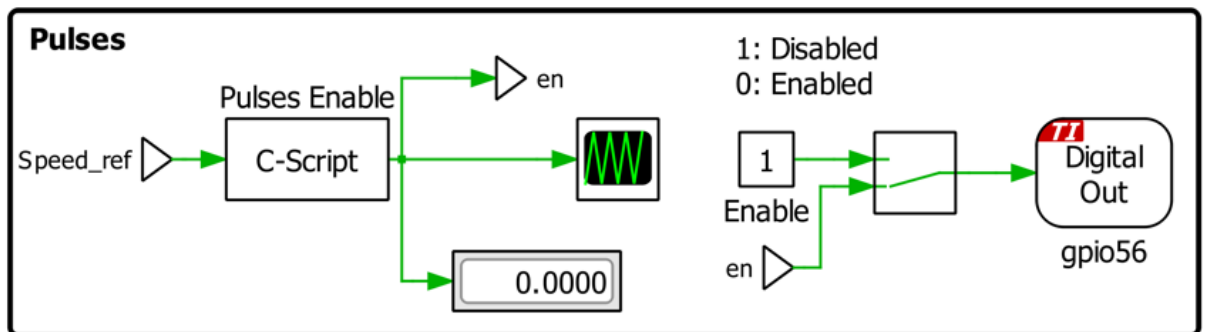 Pulses
1: Disabled
0: Enabled
Pulses Enable
en
Speed_ref
C-Script
1
Enable
TI
Digital
Out
gpio56
en
0.0000